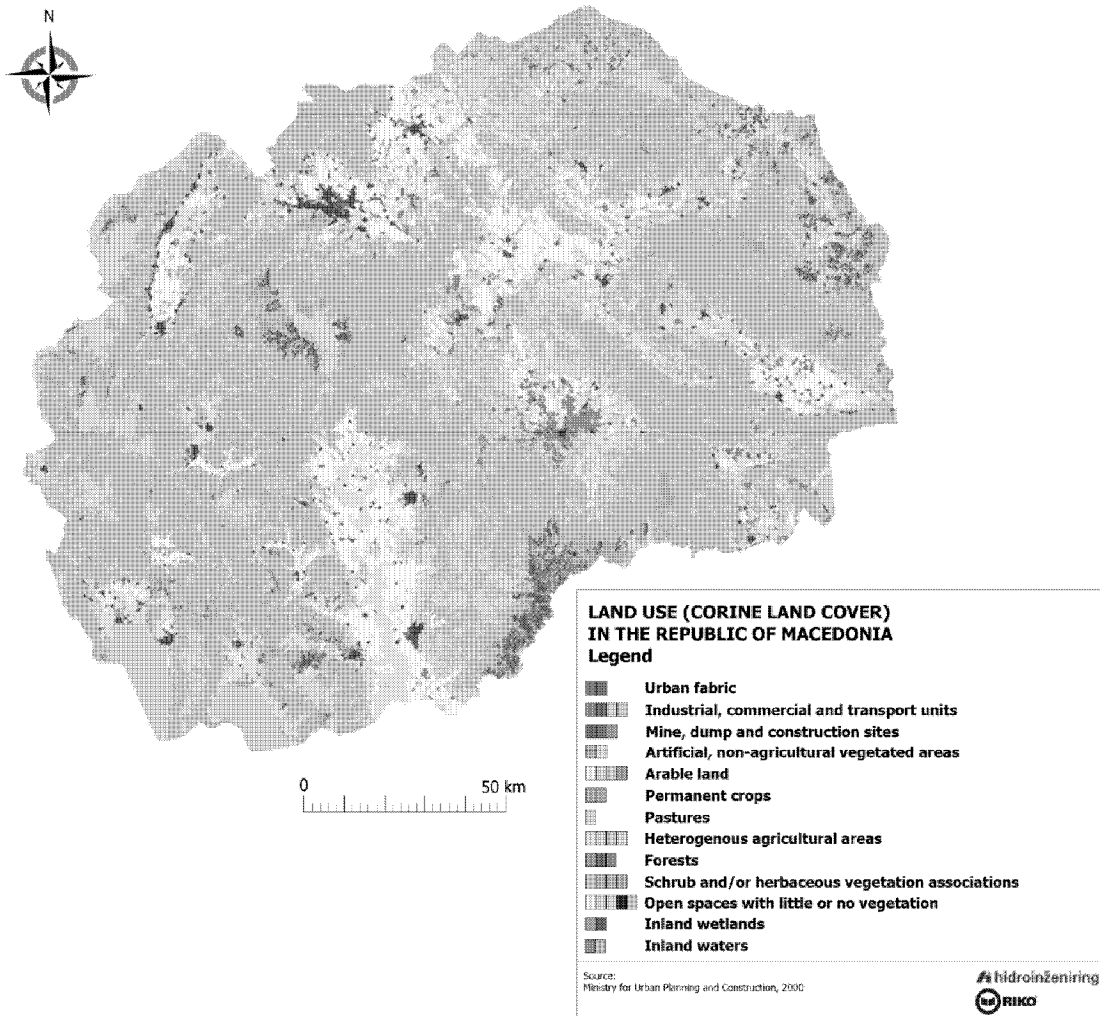 N
0 50 km
LAND USE (CORINE LAND COVER)
IN THE REPUBLIC OF MACEDONIA
Legend
Urban fabric
Industrial, commercial and transport units
Mine, dump and construction sites
Artificial, non-agricultural vegetated areas
Arable land
Permanent crops
Pastures
Heterogenous agricultural areas
Forests
Schrub and/or herbaceous vegetation associations
Open spaces with little or no vegetation
Inland wetlands
Inland waters
Source:
Ministry for Urban Planning and Construction, 2000
hidroinženiring
RIKO